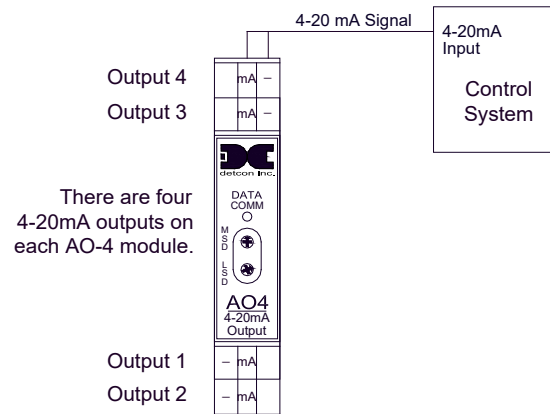 4-20 mA Signal
4-20mA
Input
Control
System
Output 4
mA –
Output 3
mA –
detcon Inc.
There are four
4-20mA outputs on
each AO-4 module.
DATA
COMM
MSD
LSD
AO4
4-20mA
Output
Output 1
– mA
Output 2
– mA